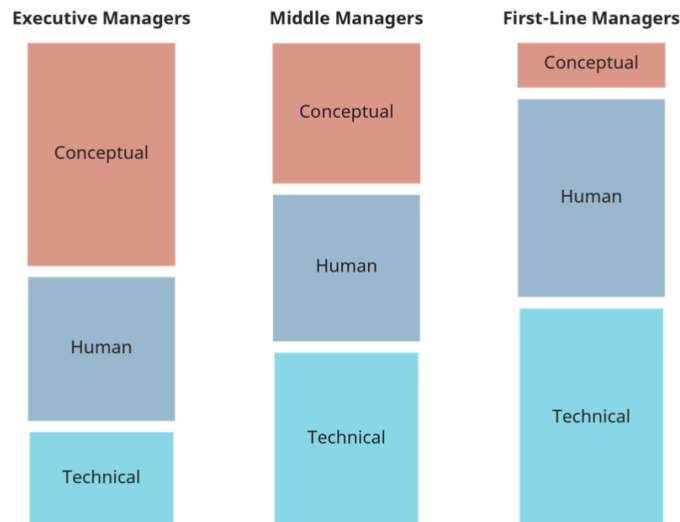 Executive Managers
Conceptual
Human
Technical
Middle Managers
Conceptual
Human
Technical
First-Line Managers
Conceptual
Human
Technical